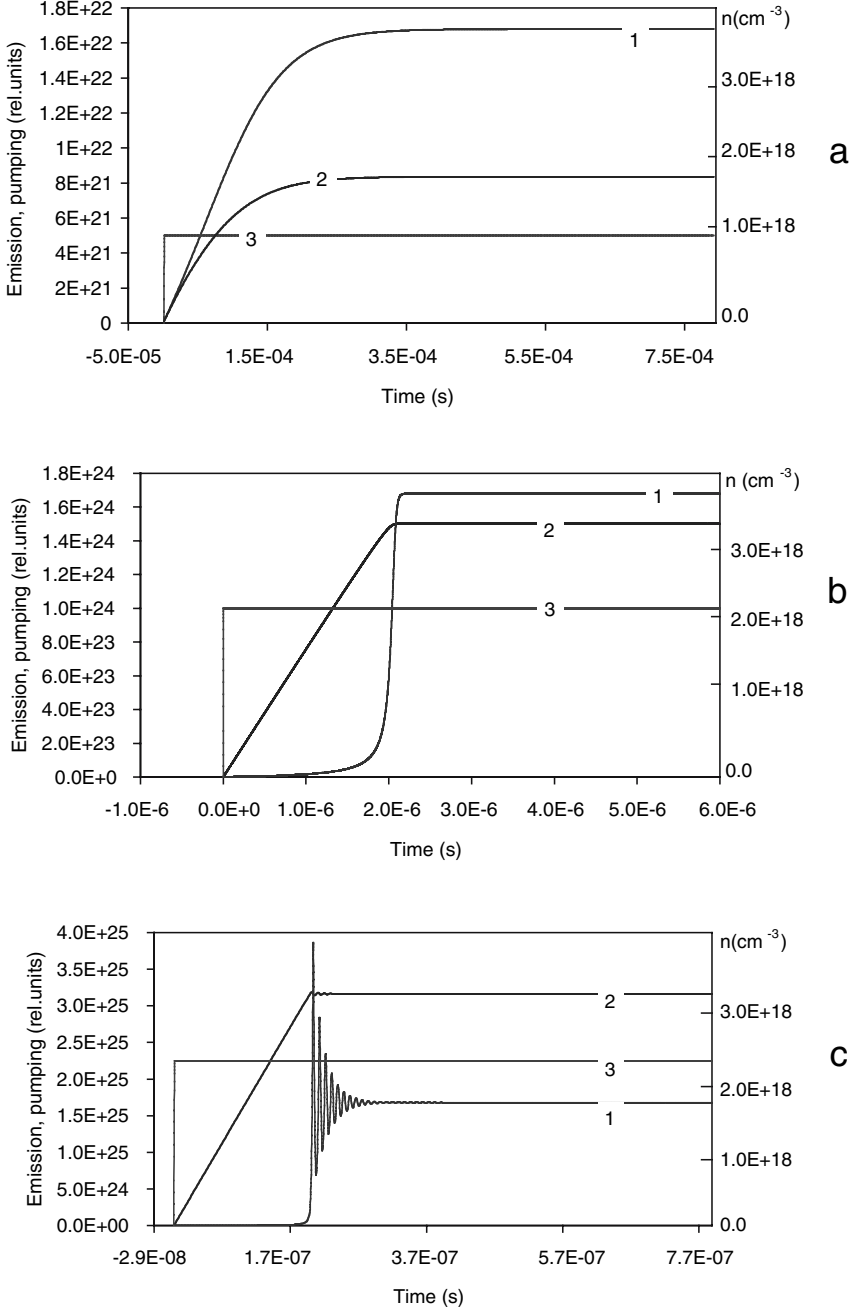 1.8E+22
1.6E+22
1.4E+22
1.2E+22
1E+22
8E+21
6E+21
4E+21
2E+21
0
Emission, pumping (rel.units)
n(cm -3)
3.0E+18
2.0E+18
1.0E+18
0.0
1
2
3
a
-5.0E-05 1.5E-04 3.5E-04 5.5E-04 7.5E-04
Time (s)
1.8E+24
1.6E+24
1.4E+24
1.2E+24
1.0E+24
8.0E+23
6.0E+23
4.0E+23
2.0E+23
0.0E+0
Emission, pumping (rel.units)
n (cm -3)
3.0E+18
2.0E+18
1.0E+18
0.0
1
2
3
b
-1.0E-6 0.0E+0 1.0E-6 2.0E-6 3.0E-6 4.0E-6 5.0E-6 6.0E-6
Time (s)
4.0E+25
3.5E+25
3.0E+25
2.5E+25
2.0E+25
1.5E+25
1.0E+25
5.0E+24
0.0E+00
Emission, pumping (rel.units)
n(cm -3)
3.0E+18
2.0E+18
1.0E+18
0.0
2
3
1
c
-2.9E-08 1.7E-07 3.7E-07 5.7E-07 7.7E-07
Time (s)